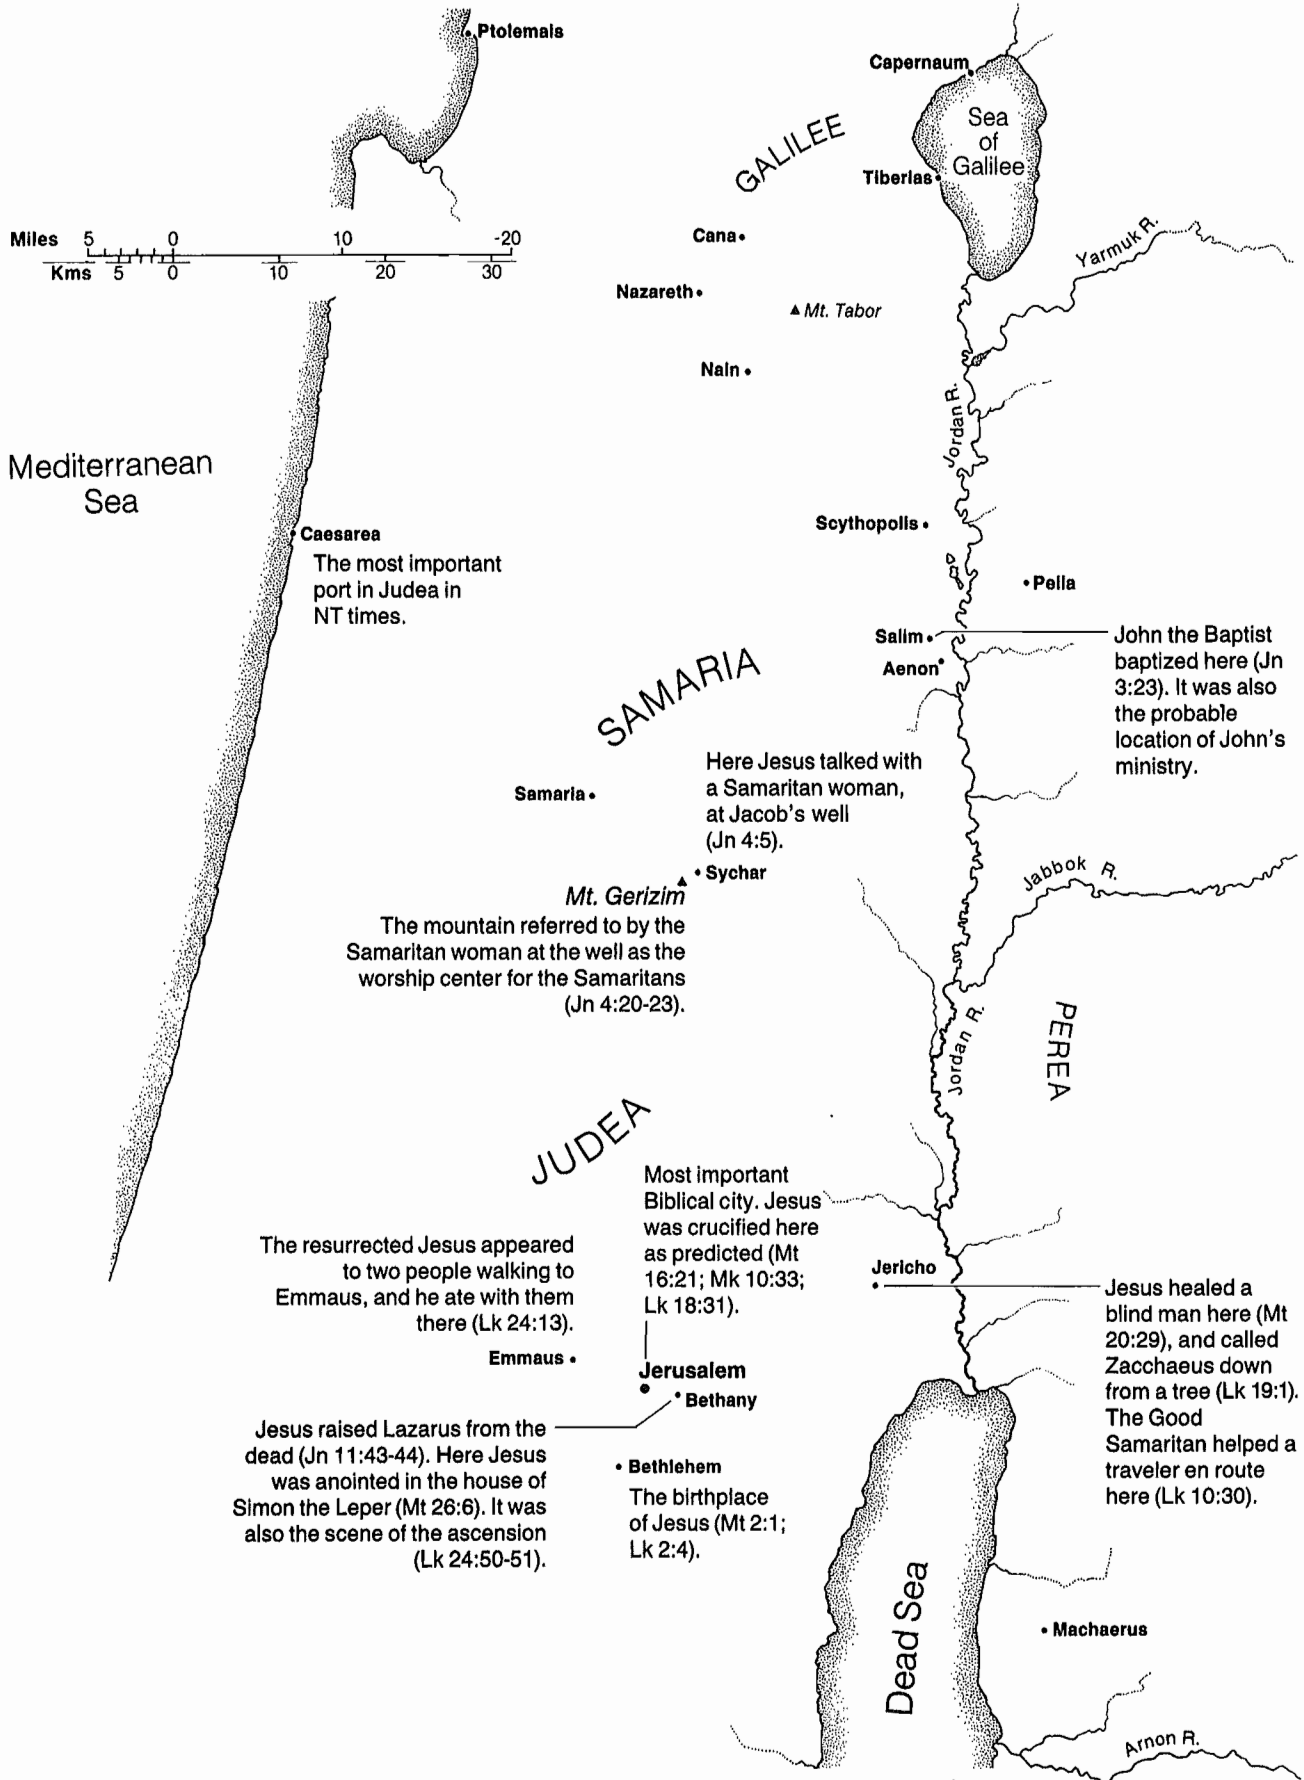 Ptolemais
Capernaum
Sea
of
Galilee
GALILEE
Tiberias
Miles 5 0 10 -20
Kms 5 0 10 20 30
Cana
Yarmuk R.
Nazareth
Mt. Tabor
Nain
Jordan R.
Mediterranean
Sea
Scythopolis
Caesarea
The most important
port in Judea in
NT times.
Pella
Salim
Aenon
John the Baptist
baptized here (Jn
3:23). It was also
the probable
location of John's
ministry.
SAMARIA
Here Jesus talked with
a Samaritan woman,
at Jacob's well
(Jn 4:5).
Samaria
Sychar
Jabbok R.
Mt. Gerizim
The mountain referred to by the
Samaritan woman at the well as the
worship center for the Samaritans
(Jn 4:20-23).
Jordan R.
PEREA
JUDEA
Most important
Biblical city. Jesus
was crucified here
as predicted (Mt
16:21; Mk 10:33;
Lk 18:31).
The resurrected Jesus appeared
to two people walking to
Emmaus, and he ate with them
there (Lk 24:13).
Jericho
Jesus healed a
blind man here (Mt
20:29), and called
Zacchaeus down
from a tree (Lk 19:1).
The Good
Samaritan helped a
traveler en route
here (Lk 10:30).
Emmaus
Jerusalem
Bethany
Jesus raised Lazarus from the
dead (Jn 11:43-44). Here Jesus
was anointed in the house of
Simon the Leper (Mt 26:6). It was
also the scene of the ascension
(Lk 24:50-51).
Bethlehem
The birthplace
of Jesus (Mt 2:1;
Lk 2:4).
Dead Sea
Machaerus
Arnon R.